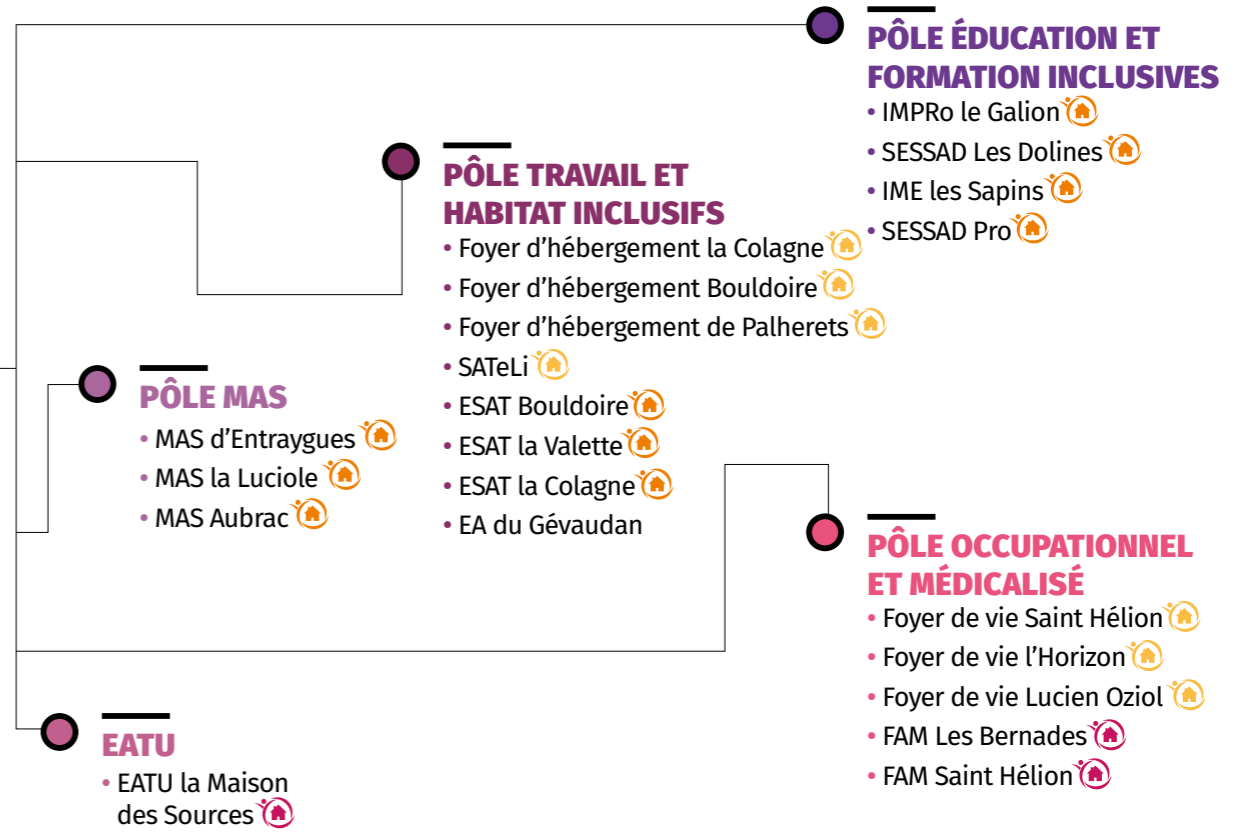 PÔLE ÉDUCATION ET
FORMATION INCLUSIVES
• IMPRo le Galion
• SESSAD Les Dolines
• IME les Sapins
• SESSAD Pro
PÔLE TRAVAIL ET
HABITAT INCLUSIFS
• Foyer d’hébergement la Colagne
• Foyer d’hébergement Bouldoire
• Foyer d’hébergement de Palherets
• SATeLi
• ESAT Bouldoire
• ESAT la Valette
• ESAT la Colagne
• EA du Gévaudan
PÔLE MAS
• MAS d’Entraygues
• MAS la Luciole
• MAS Aubrac
PÔLE OCCUPATIONNEL
ET MÉDICALISÉ
• Foyer de vie Saint Hélion
• Foyer de vie l’Horizon
• Foyer de vie Lucien Oziol
• FAM Les Bernades
• FAM Saint Hélion
EATU
• EATU la Maison
des Sources